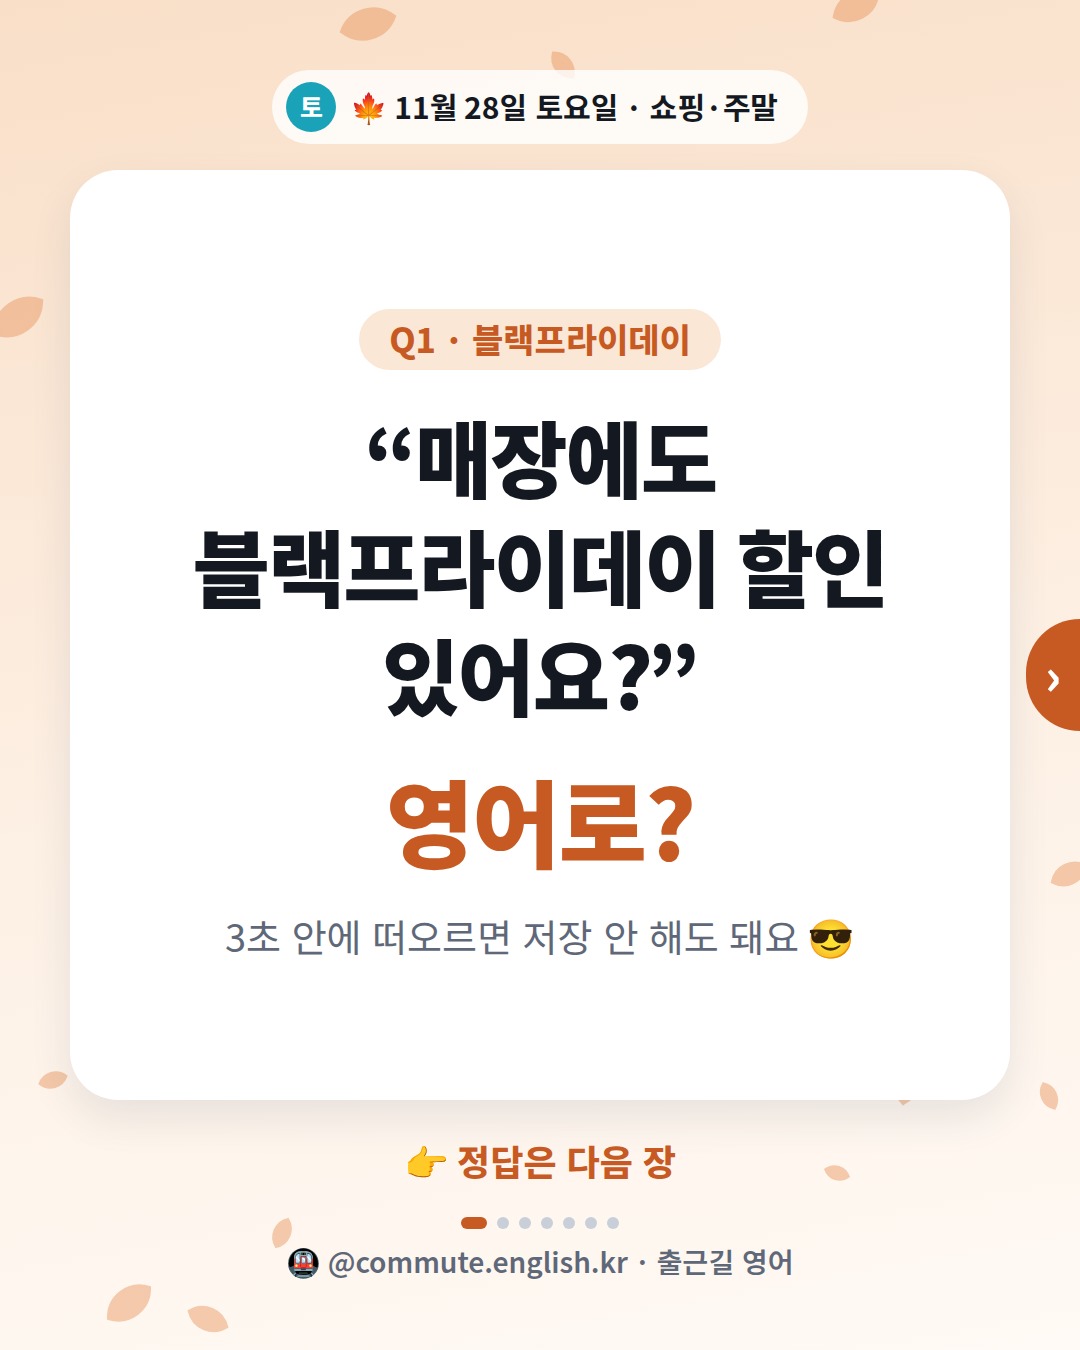 토 🍁 11월 28일 토요일 · 쇼핑·주말
Q1 · 블랙프라이데이
“매장에도
블랙프라이데이 할인
있어요?”
영어로?
3초 안에 떠오르면 저장 안 해도 돼요 😎
›
👉 정답은 다음 장
🚇 @commute.english.kr · 출근길 영어